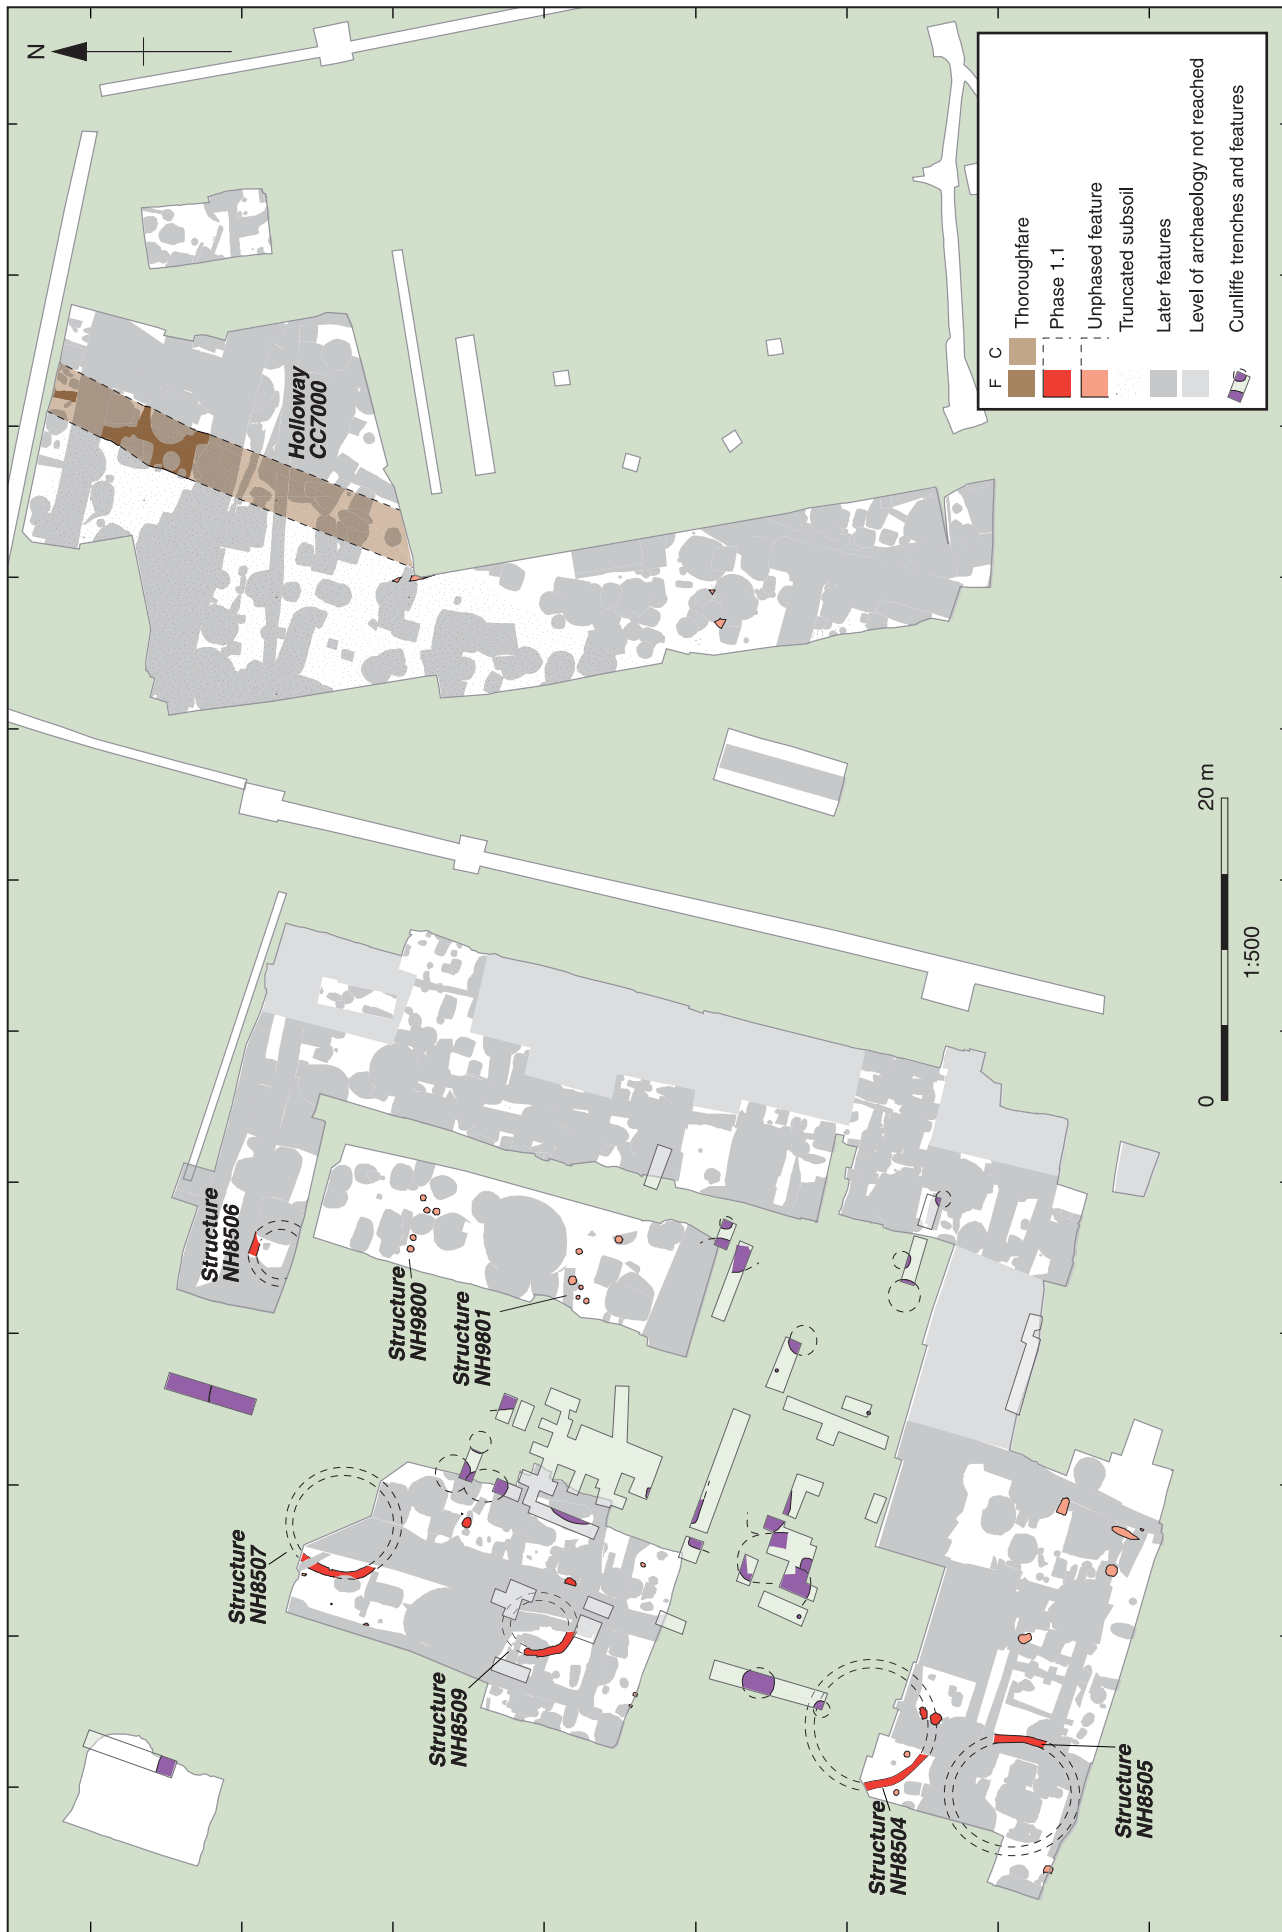 N
Holloway
CC7000
Structure
NH8506
Structure
NH9800
Structure
NH9801
Structure
NH8507
Structure
NH8509
Structure
NH8504
Structure
NH8505
F C
Thoroughfare
Phase 1.1
Unphased feature
Truncated subsoil
Later features
Level of archaeology not reached
Cunliffe trenches and features
0 20 m
1:500